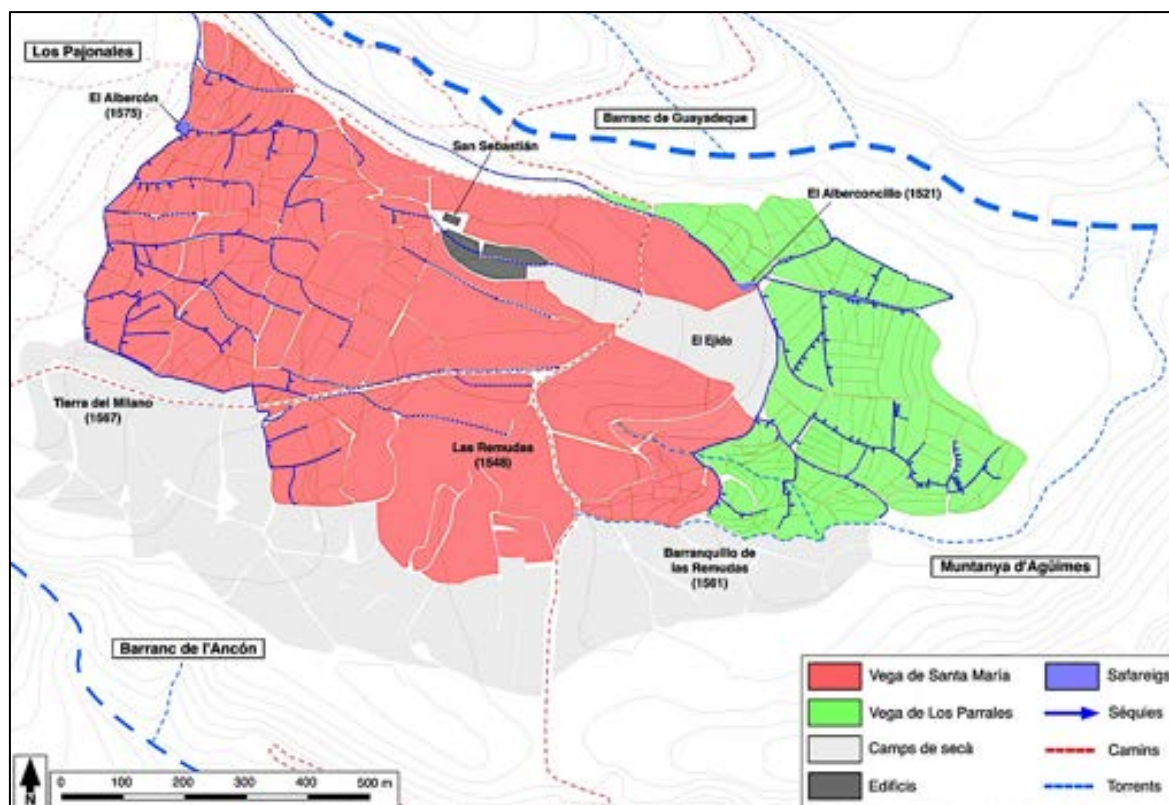 Los Pajonales
El Albercón
(1575)
Barranc de Guayadeque
San Sebastián
El Alberconcillo (1521)
El Ejido
Tierra del Milano
(1567)
Las Remudas
(1548)
Barranquillo de
las Remudas
(1561)
Muntanya d'Agüimes
Barranc de l'Ancón
Vega de Santa María
Safareigs
Vega de Los Parrales
Séquies
Camps de secà
Camins
Edificis
Torrents
N
0 100 200 300 400 500 m